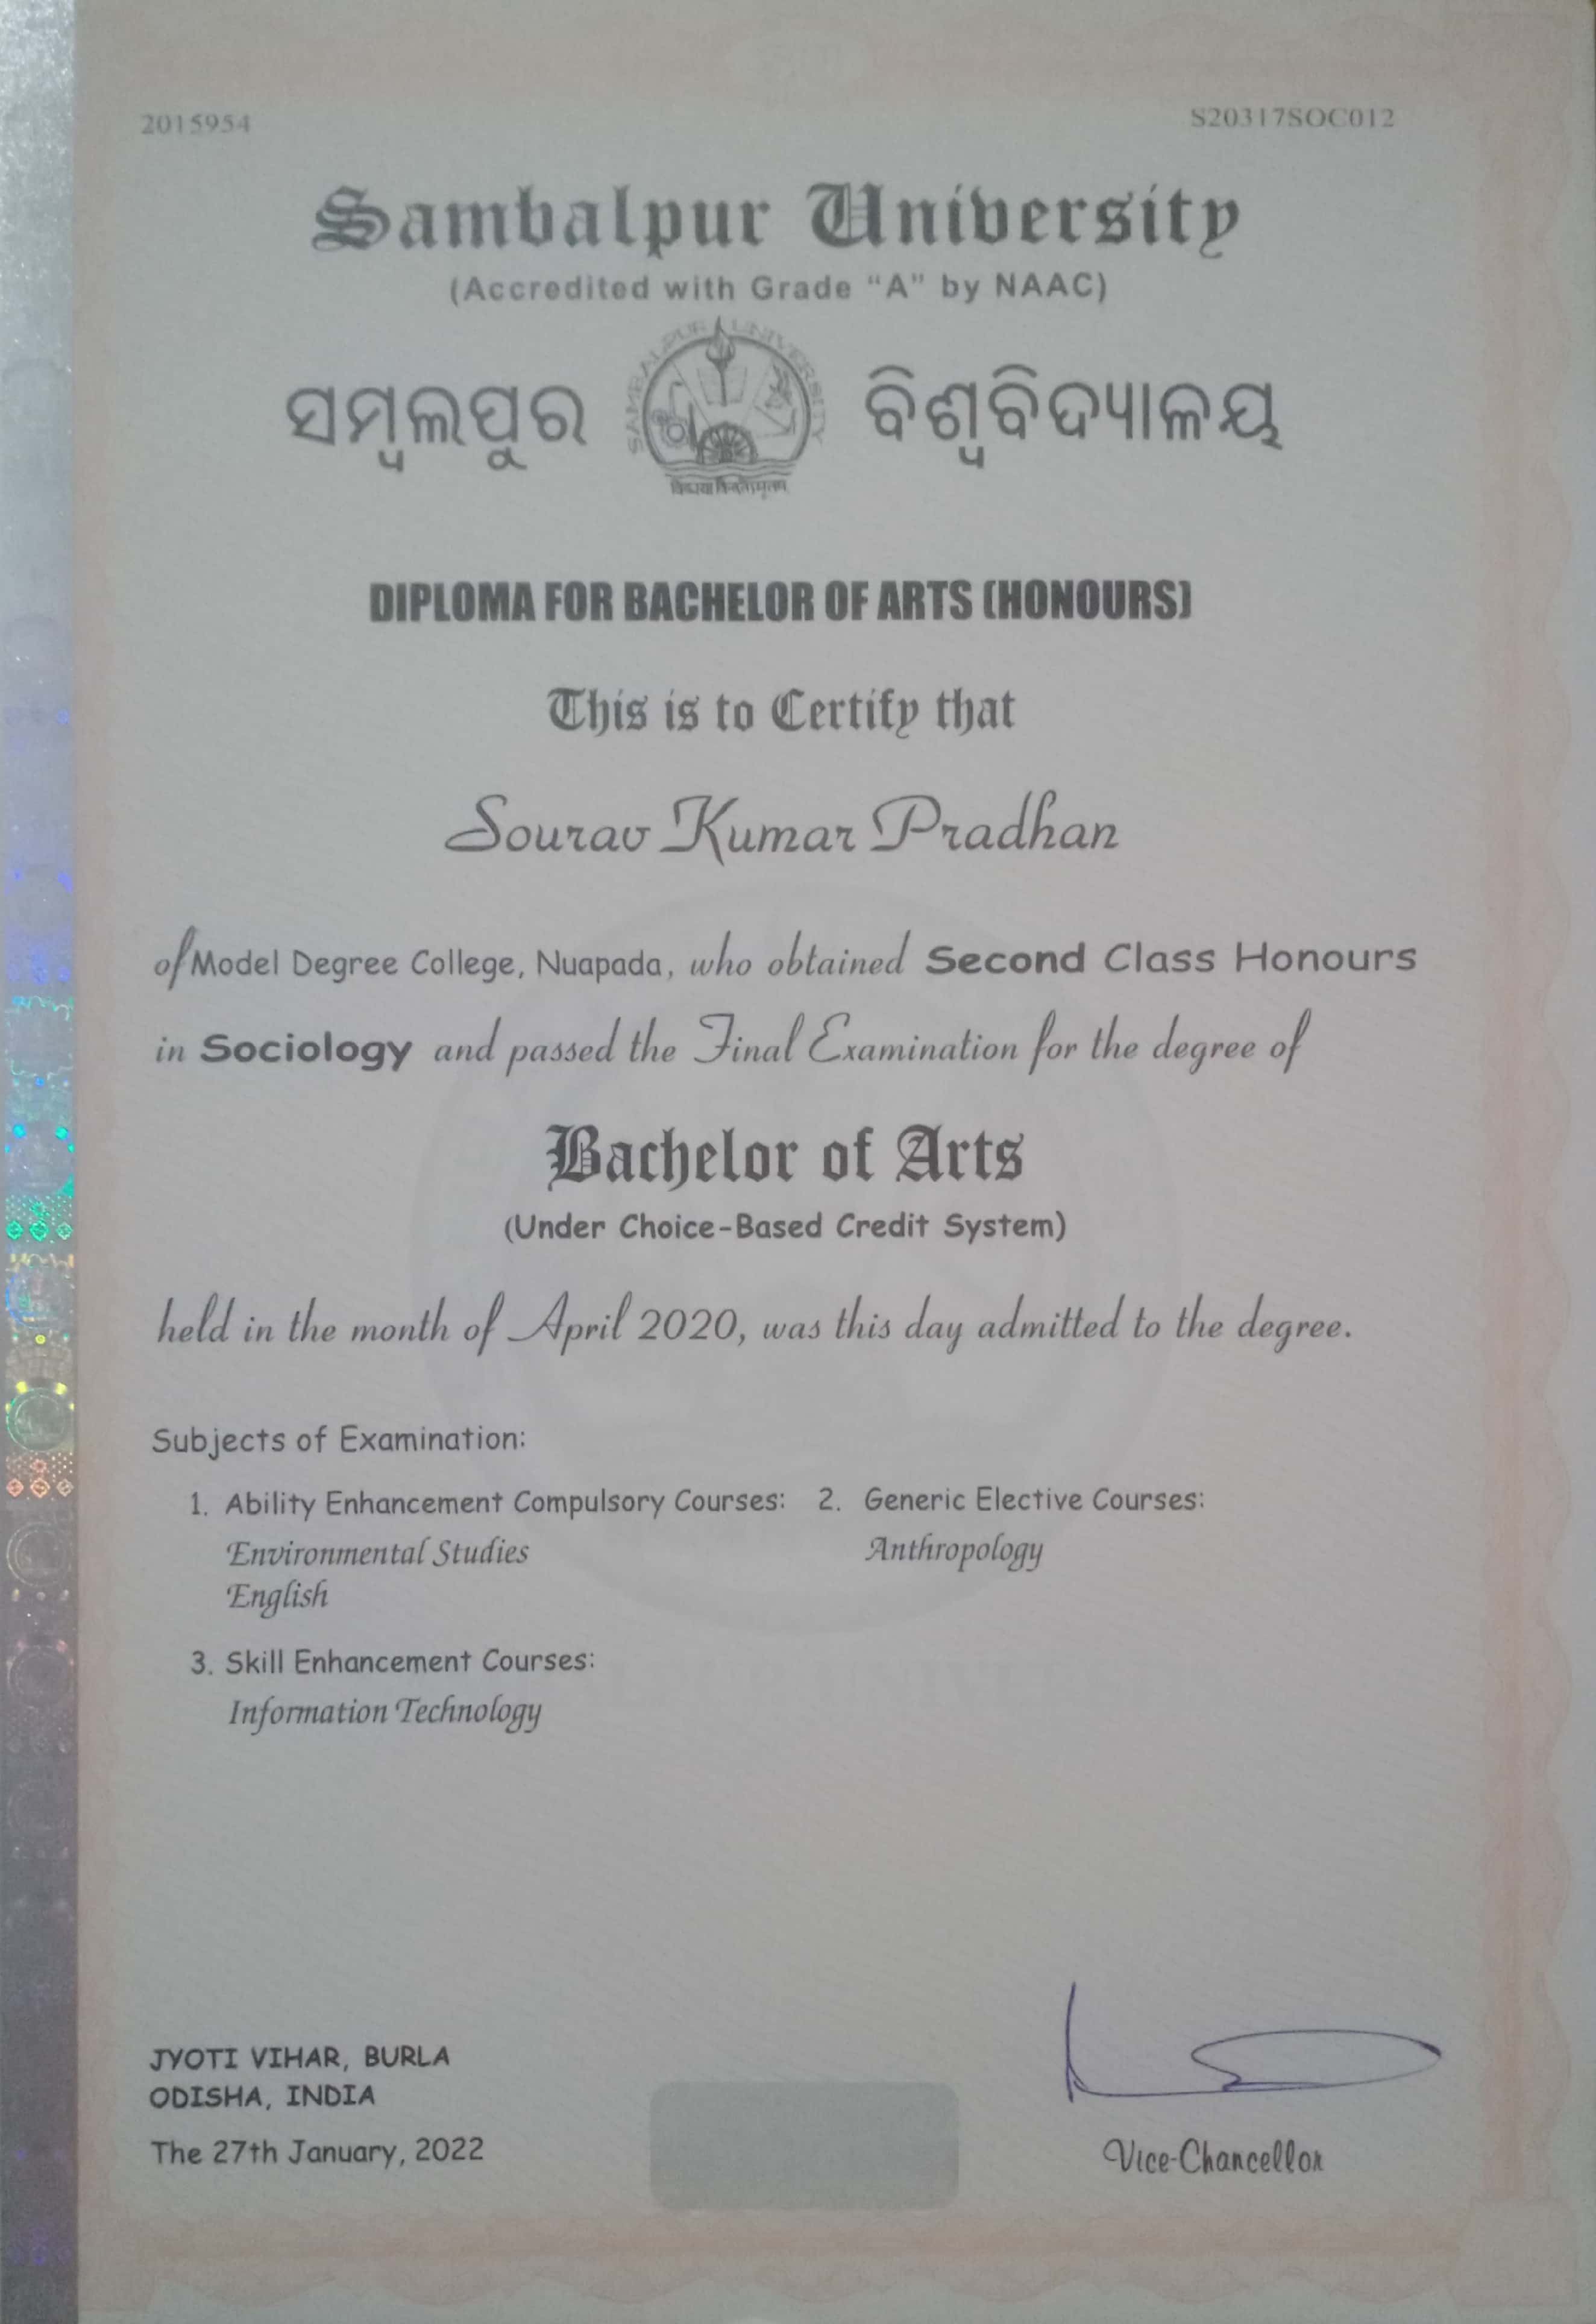 2015954
S20317SOC012
Sambalpur University
(Accredited with Grade “A” by NAAC)
ସମ୍ବଲପୁର ବିଶ୍ୱବିଦ୍ୟାଳୟ
SAMBALPUR UNIVERSITY
DIPLOMA FOR BACHELOR OF ARTS (HONOURS)
This is to Certify that
Sourav Kumar Pradhan
of Model Degree College, Nuapada, who obtained Second Class Honours
in Sociology and passed the Final Examination for the degree of
Bachelor of Arts
(Under Choice-Based Credit System)
held in the month of April 2020, was this day admitted to the degree.
Subjects of Examination:
1. Ability Enhancement Compulsory Courses: 2. Generic Elective Courses:
Environmental Studies Anthropology
English
3. Skill Enhancement Courses:
Information Technology
JYOTI VIHAR, BURLA
ODISHA, INDIA
The 27th January, 2022
Vice-Chancellor